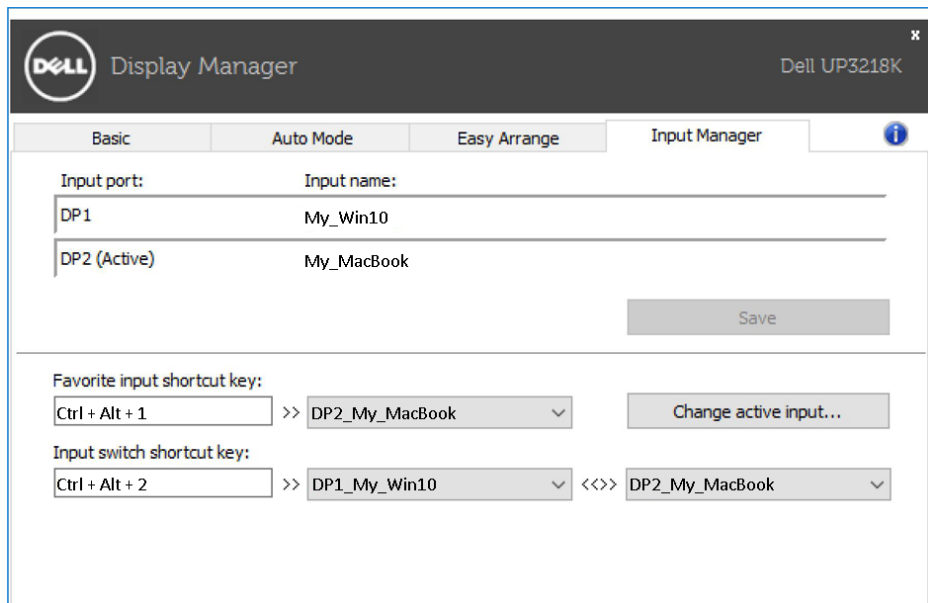 DELL Display Manager Dell UP3218K x
Basic Auto Mode Easy Arrange Input Manager i
Input port: Input name:
DP1 My_Win10
DP2 (Active) My_MacBook
Save
Favorite input shortcut key:
Ctrl + Alt + 1 >> DP2_My_MacBook Change active input...
Input switch shortcut key:
Ctrl + Alt + 2 >> DP1_My_Win10 <<>> DP2_My_MacBook